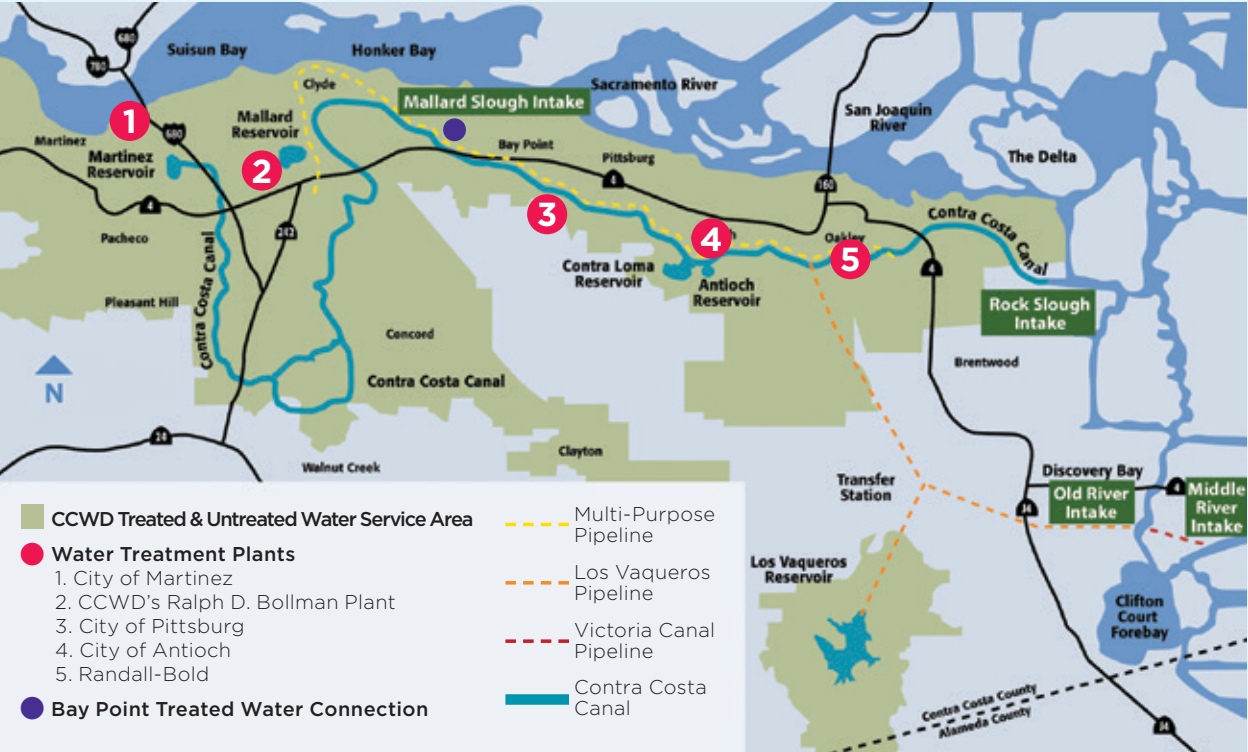 680
780
Suisun Bay
Honker Bay
Clyde
Sacramento River
Mallard Slough Intake
1
Mallard
Reservoir
680
San Joaquin
River
Martinez
Martinez
Reservoir
2
Bay Point
Pittsburg
The Delta
4
160
4
3
Contra Costa Canal
Pacheco
242
4
Oakley
5
Contra Costa Canal
Contra Loma
Reservoir
Antioch
Reservoir
4
Pleasant Hill
Rock Slough
Intake
Concord
Brentwood
N
Contra Costa Canal
24
Walnut Creek
Clayton
Discovery Bay
4
Transfer
Station
Old River
Intake
Middle
River
Intake
J4
Los Vaqueros
Reservoir
Clifton
Court
Forebay
Contra Costa County
Alameda County
J4
CCWD Treated & Untreated Water Service Area
Water Treatment Plants
1. City of Martinez
2. CCWD's Ralph D. Bollman Plant
3. City of Pittsburg
4. City of Antioch
5. Randall-Bold
Bay Point Treated Water Connection
Multi-Purpose
Pipeline
Los Vaqueros
Pipeline
Victoria Canal
Pipeline
Contra Costa
Canal